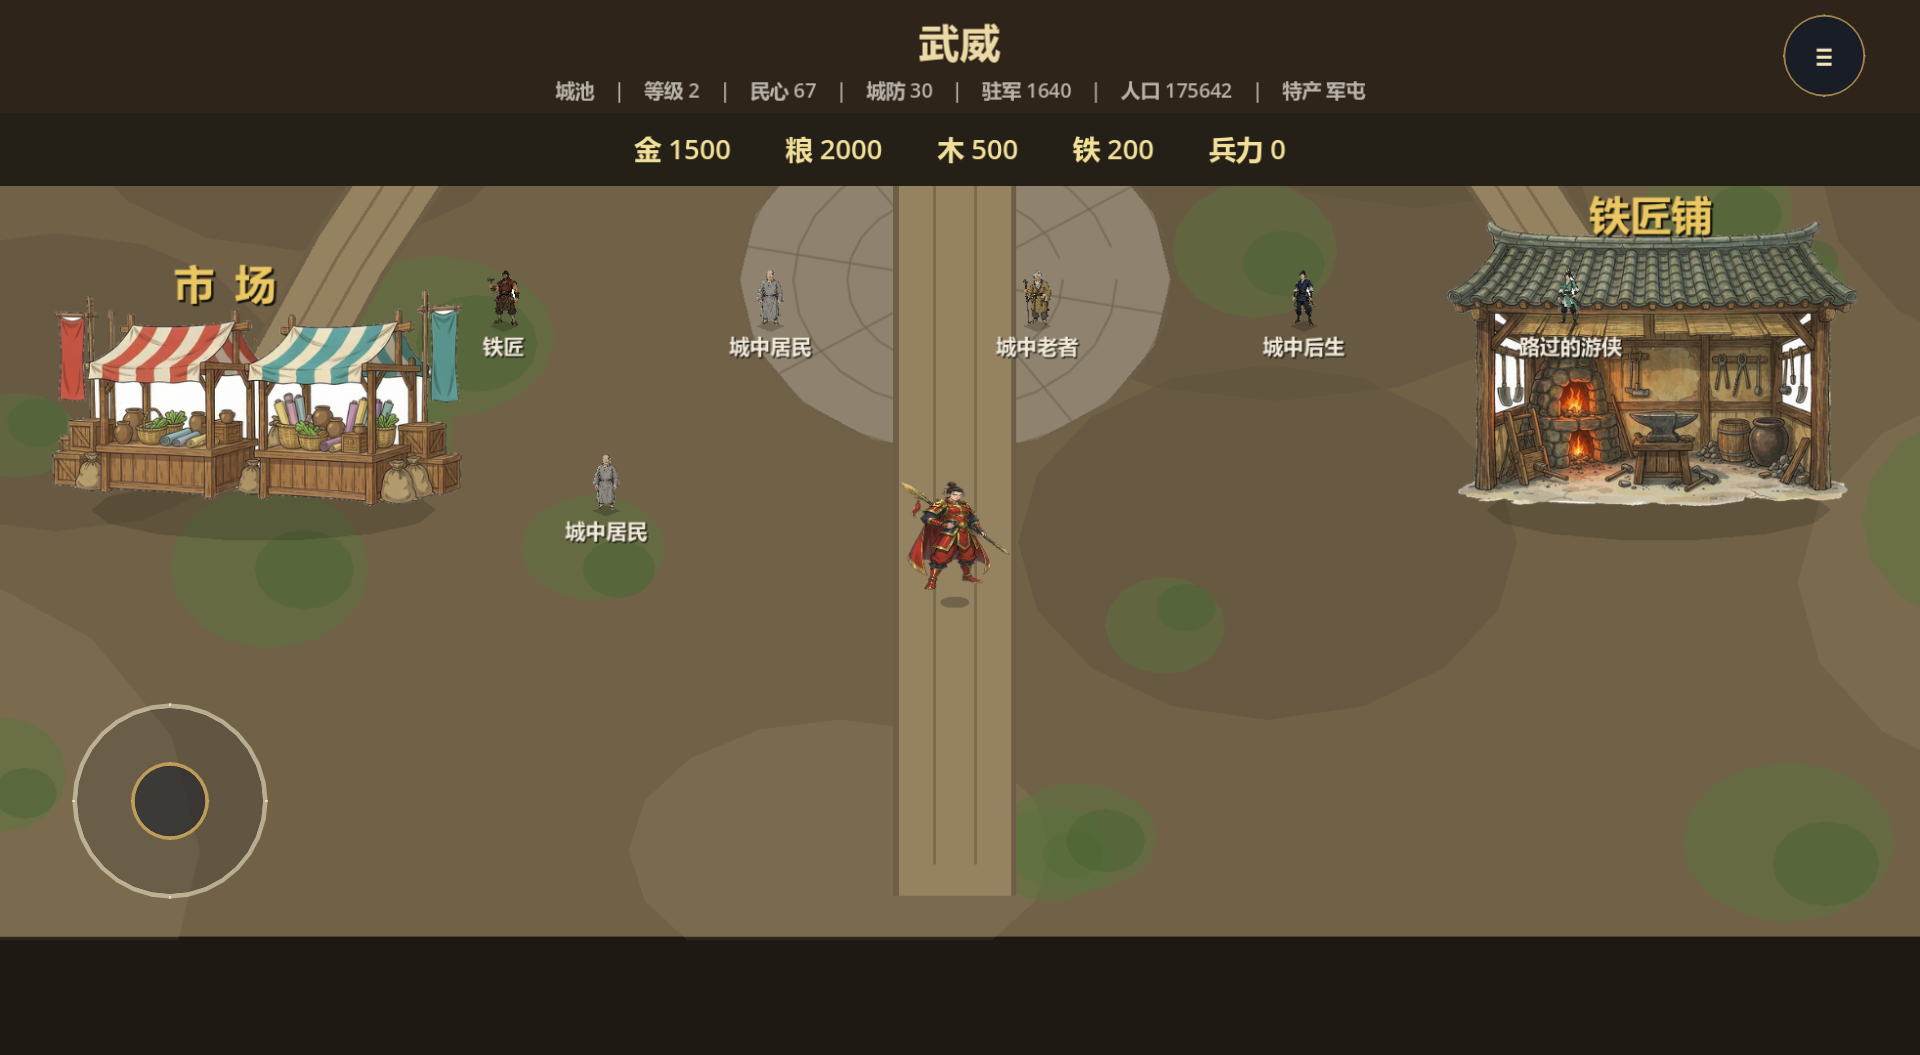 武威
城池 | 等级 2 | 民心 67 | 城防 30 | 驻军 1640 | 人口 175642 | 特产 军屯
金 1500 粮 2000 木 500 铁 200 兵力 0
铁匠铺
市 场
铁匠 城中居民 城中老者 城中后生 路过的游侠
城中居民